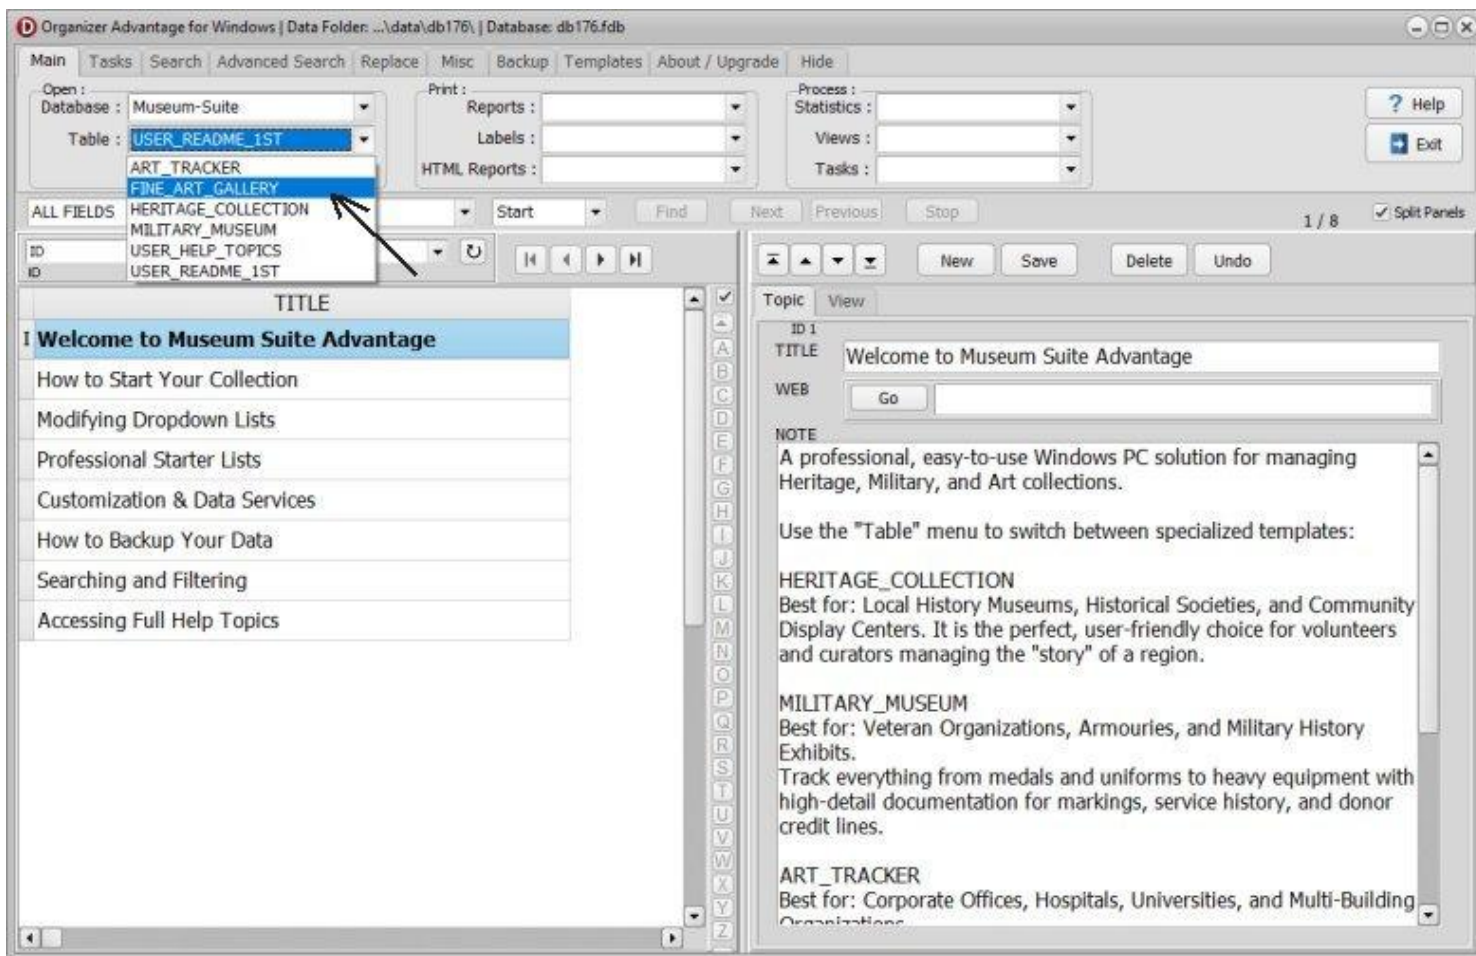 Organizer Advantage for Windows | Data Folder: ...\data\db176\ | Database: db176.fdb
Main Tasks Search Advanced Search Replace Misc Backup Templates About / Upgrade Hide
Open : Print : Process :
Database : Museum-Suite Reports : Statistics : ? Help
Table : USER_README_1ST Labels : Views : Exit
ART_TRACKER HTML Reports : Tasks :
FINE_ART_GALLERY
HERITAGE_COLLECTION
MILITARY_MUSEUM
USER_HELP_TOPICS
USER_README_1ST
ALL FIELDS Start Find Next Previous Stop 1 / 8 Split Panels
ID
ID
New Save Delete Undo
TITLE
Welcome to Museum Suite Advantage
How to Start Your Collection
Modifying Dropdown Lists
Professional Starter Lists
Customization & Data Services
How to Backup Your Data
Searching and Filtering
Accessing Full Help Topics
A
B
C
D
E
F
G
H
I
J
K
L
M
N
O
P
Q
R
S
T
U
V
W
X
Y
Z
Topic View
ID 1
TITLE Welcome to Museum Suite Advantage
WEB Go
NOTE
A professional, easy-to-use Windows PC solution for managing
Heritage, Military, and Art collections.
Use the "Table" menu to switch between specialized templates:
HERITAGE_COLLECTION
Best for: Local History Museums, Historical Societies, and Community
Display Centers. It is the perfect, user-friendly choice for volunteers
and curators managing the "story" of a region.
MILITARY_MUSEUM
Best for: Veteran Organizations, Armouries, and Military History
Exhibits.
Track everything from medals and uniforms to heavy equipment with
high-detail documentation for markings, service history, and donor
credit lines.
ART_TRACKER
Best for: Corporate Offices, Hospitals, Universities, and Multi-Building
Organizations